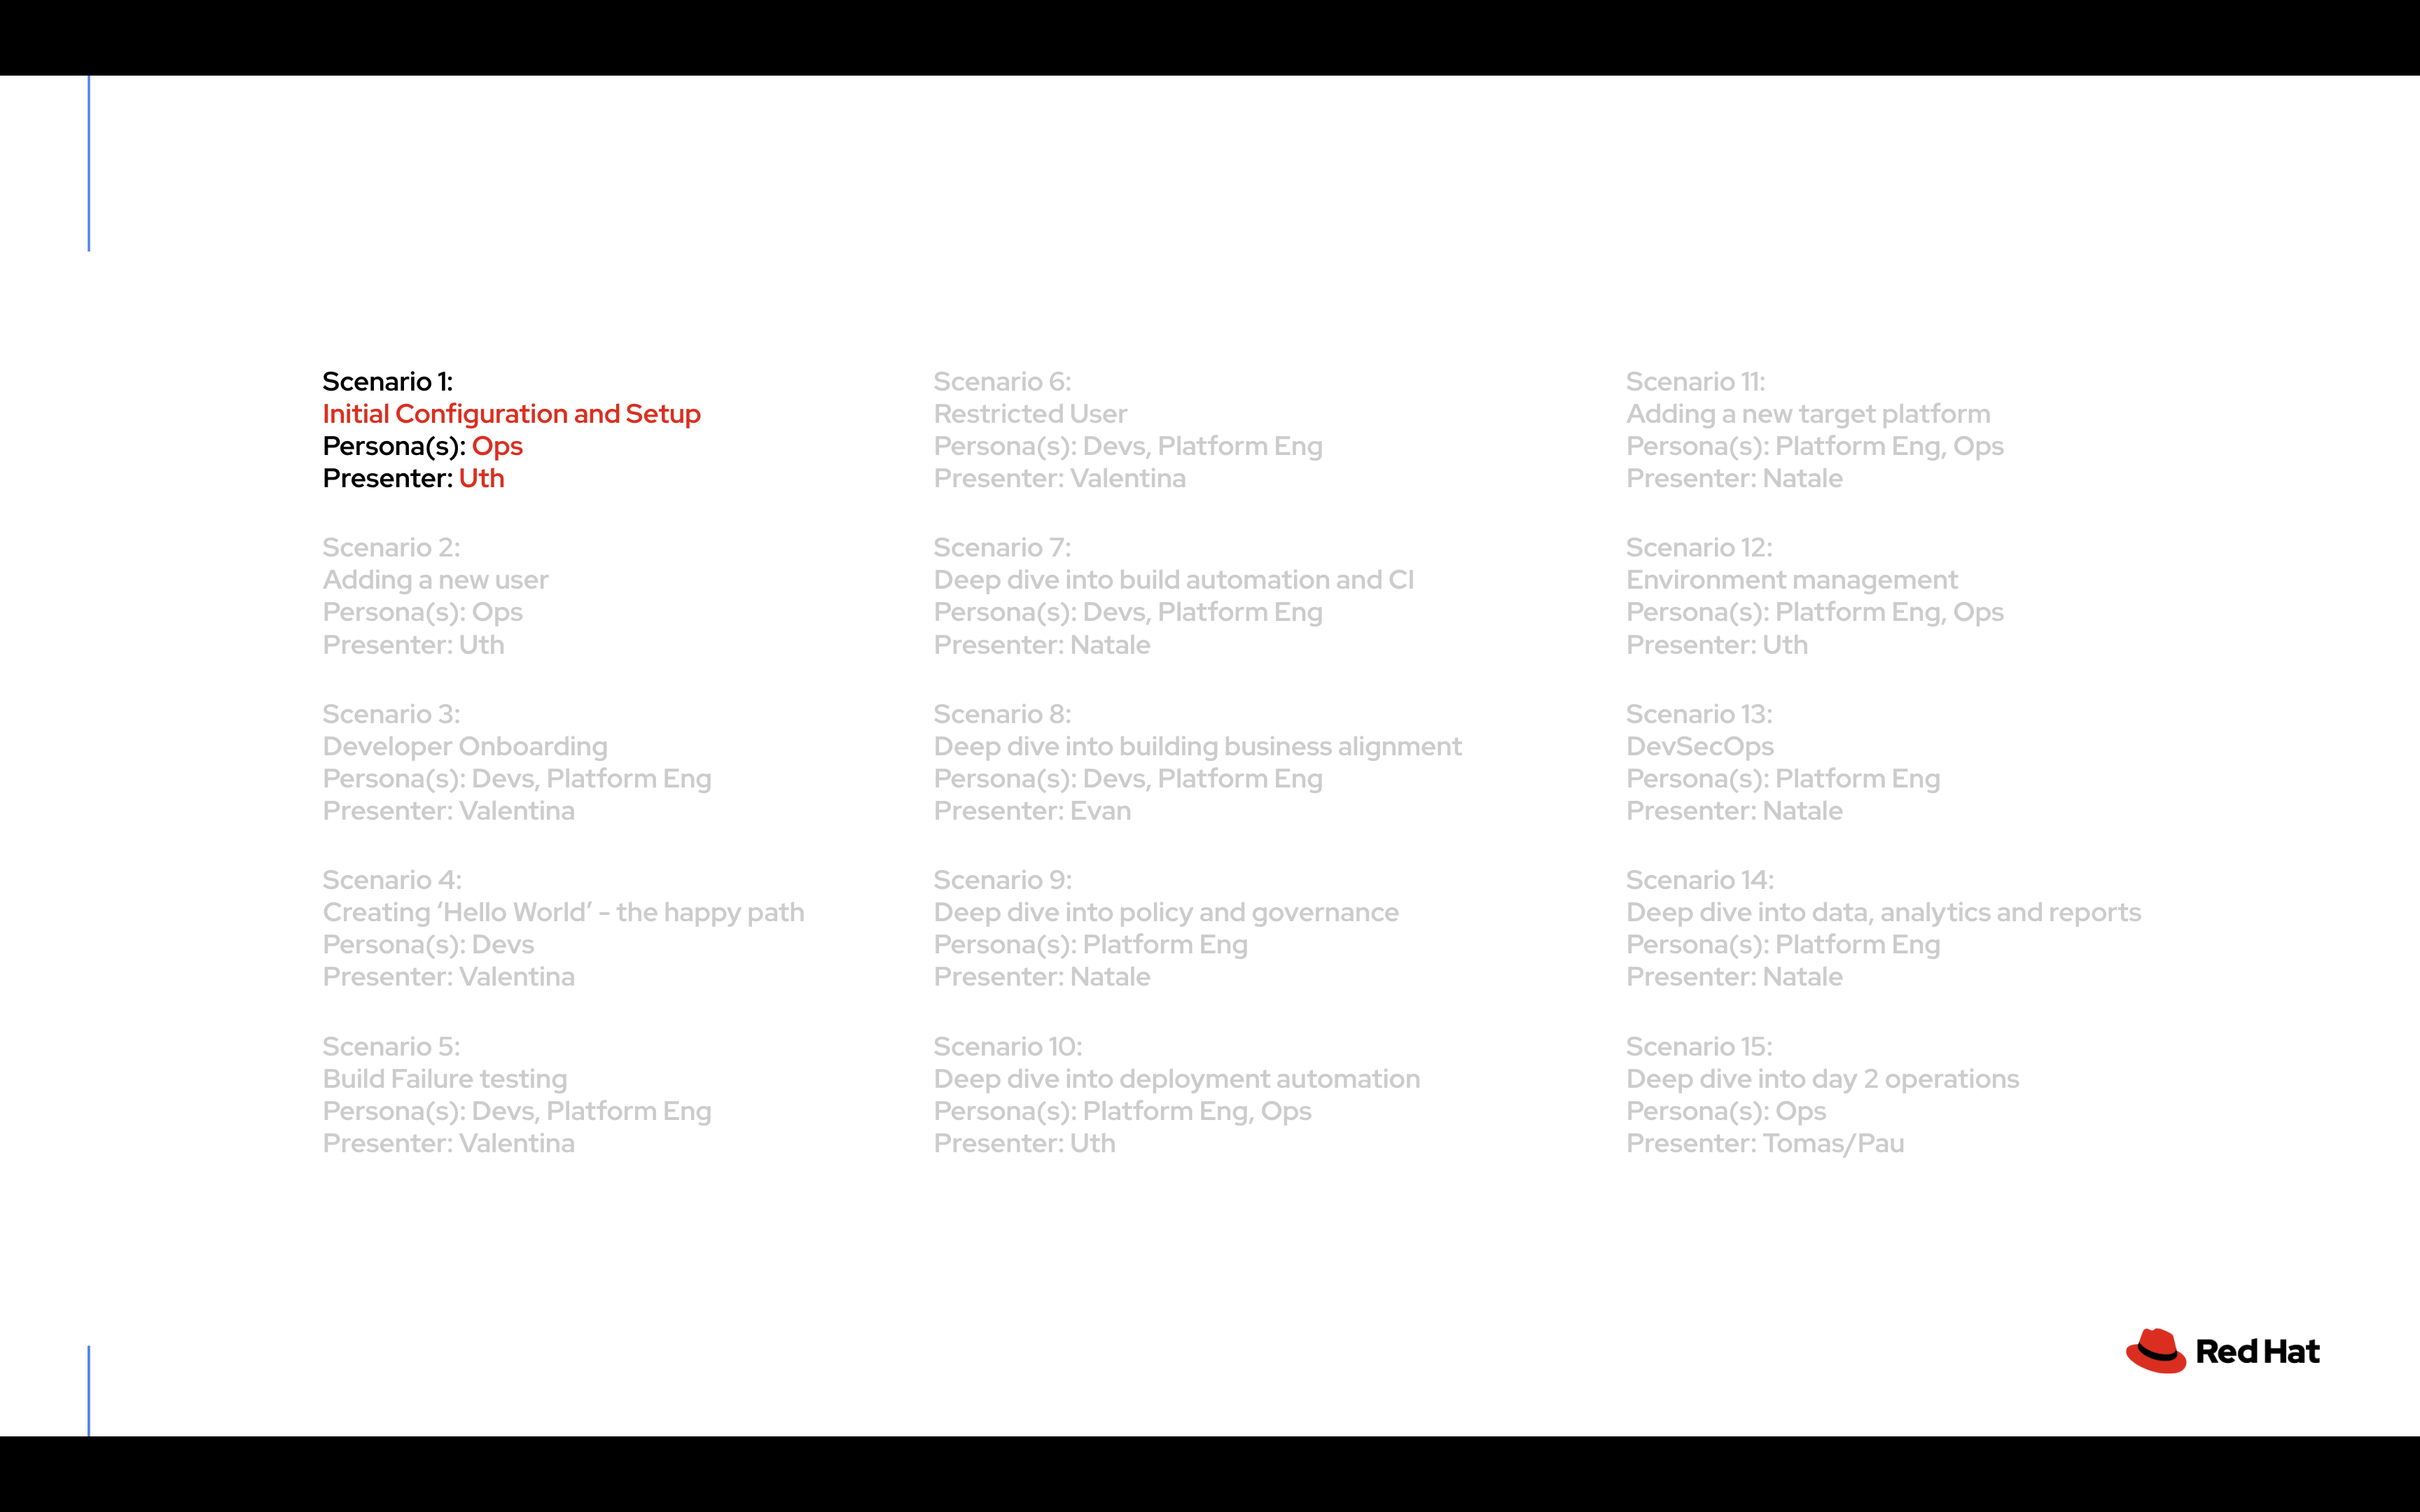 Scenario 1:
Initial Configuration and Setup
Persona(s): Ops
Presenter: Uth
Scenario 2:
Adding a new user
Persona(s): Ops
Presenter: Uth
Scenario 3:
Developer Onboarding
Persona(s): Devs, Platform Eng
Presenter: Valentina
Scenario 4:
Creating ‘Hello World’ - the happy path
Persona(s): Devs
Presenter: Valentina
Scenario 5:
Build Failure testing
Persona(s): Devs, Platform Eng
Presenter: Valentina
Scenario 6:
Restricted User
Persona(s): Devs, Platform Eng
Presenter: Valentina
Scenario 7:
Deep dive into build automation and CI
Persona(s): Devs, Platform Eng
Presenter: Natale
Scenario 8:
Deep dive into building business alignment
Persona(s): Devs, Platform Eng
Presenter: Evan
Scenario 9:
Deep dive into policy and governance
Persona(s): Platform Eng
Presenter: Natale
Scenario 10:
Deep dive into deployment automation
Persona(s): Platform Eng, Ops
Presenter: Uth
Scenario 11:
Adding a new target platform
Persona(s): Platform Eng, Ops
Presenter: Natale
Scenario 12:
Environment management
Persona(s): Platform Eng, Ops
Presenter: Uth
Scenario 13:
DevSecOps
Persona(s): Platform Eng
Presenter: Natale
Scenario 14:
Deep dive into data, analytics and reports
Persona(s): Platform Eng
Presenter: Natale
Scenario 15:
Deep dive into day 2 operations
Persona(s): Ops
Presenter: Tomas/Pau
Red Hat